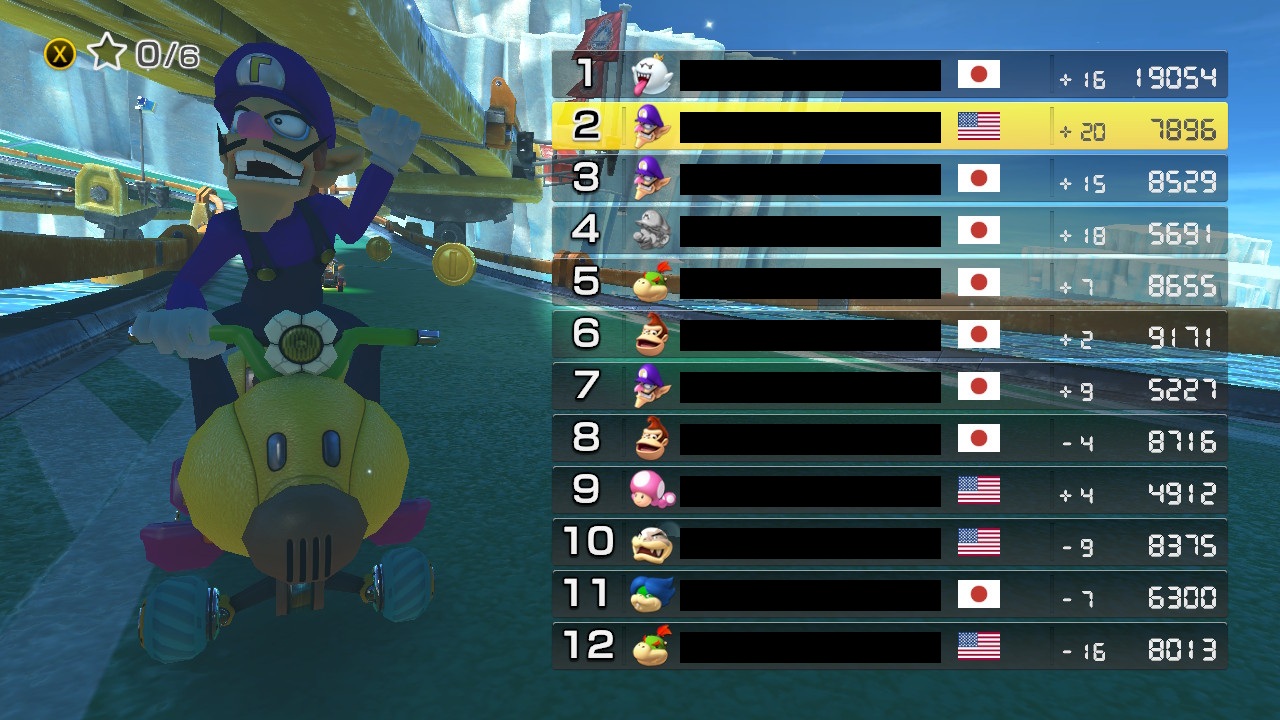 X 0/6
1 + 16 19054
2 + 20 7896
3 + 15 8529
4 + 18 5691
5 + 7 8655
6 + 2 9171
7 + 9 5227
8 - 4 8716
9 + 4 4912
10 - 9 8375
11 - 7 6300
12 - 16 8013